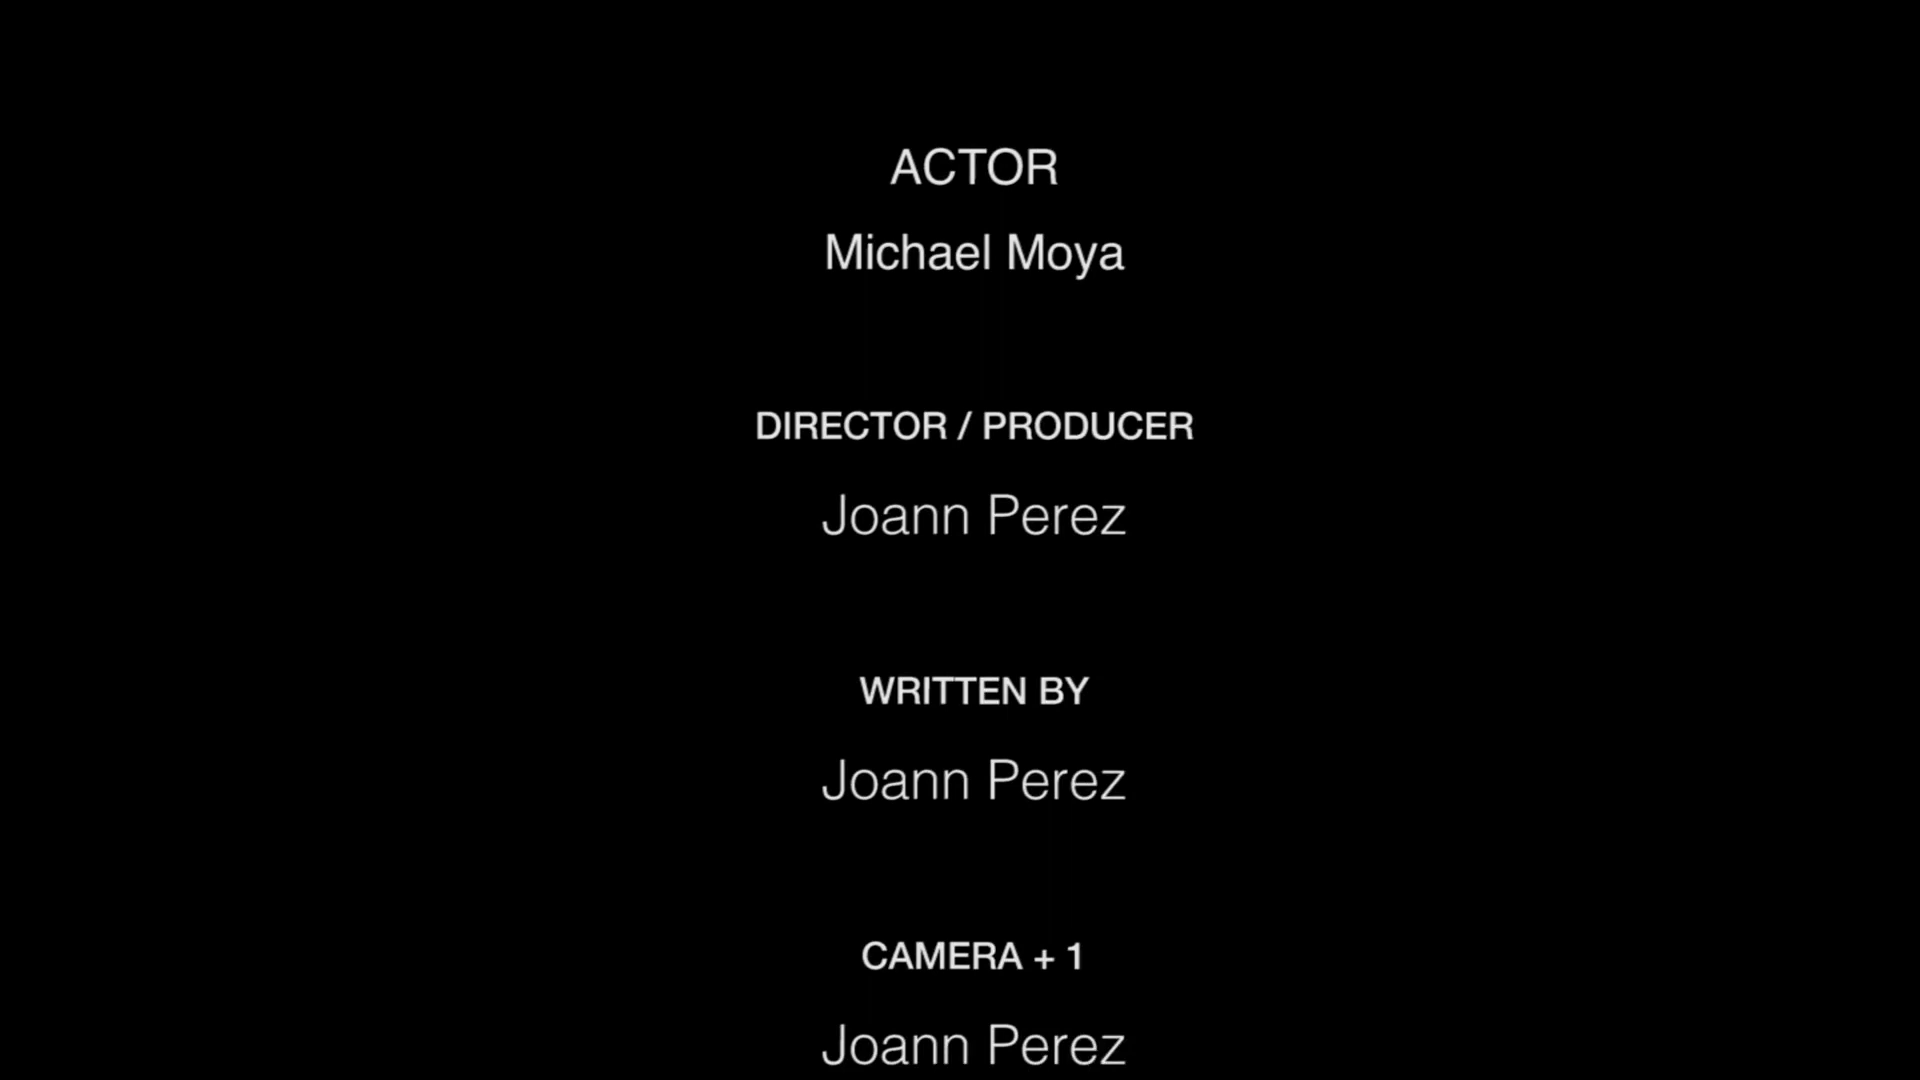 ACTOR
Michael Moya
DIRECTOR / PRODUCER
Joann Perez
WRITTEN BY
Joann Perez
CAMERA + 1
Joann Perez